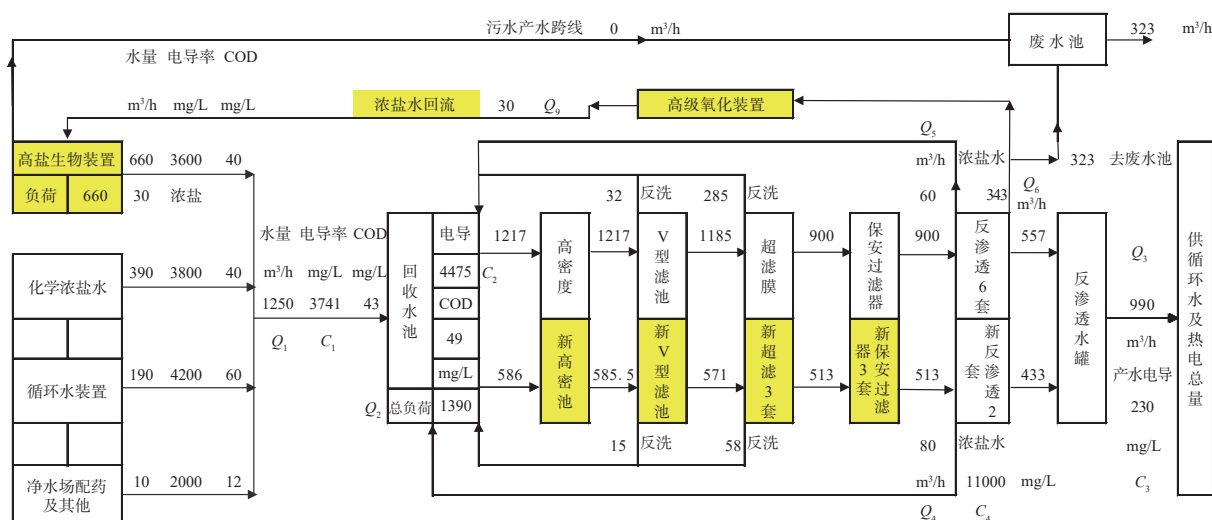 污水产水跨线 0 m³/h
废水池
323 m³/h
水量 电导率 COD
m³/h mg/L mg/L
浓盐水回流
30 Q₉
高级氧化装置
高盐生物装置
660 3600 40
负荷 660
30 浓盐
Q₅
m³/h
60
浓盐水
343
323 去废水池
Q₆
m³/h
32 反洗
285 反洗
水量 电导率 COD
m³/h mg/L mg/L
1250 3741 43
Q₁ C₁
化学浓盐水
390 3800 40
循环水装置
190 4200 60
净水场配药
及其他
10 2000 12
回收水池
电导
4475
COD
49
mg/L
Q₂
总负荷
1390
C₂
1217
高密度
1217
V型滤池
1185
超滤膜
900
保安过滤器
900
反渗透6套
557
586
新高密池
585.5
新V型滤池
571
新超滤3套
513
新保安过滤
器3套
513
新反渗透2
套
433
反渗透水罐
Q₃
990
m³/h
产水电导
230
mg/L
C₃
供循环水及热电总量
15 反洗
58 反洗
80 浓盐水
m³/h 11000 mg/L
Q₄ C₄